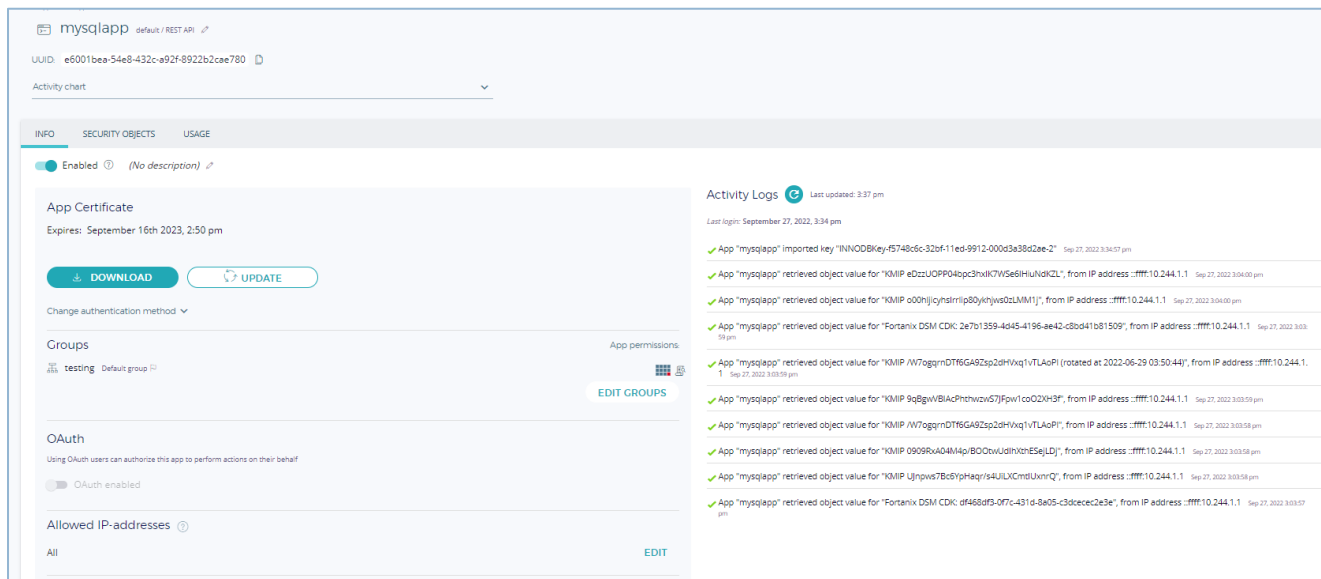 mysqlapp default / REST API
UUID: e6001bea-54e8-432c-a92f-8922b2cae780
Activity chart
INFO SECURITY OBJECTS USAGE
Enabled (No description)
App Certificate
Expires: September 16th 2023, 2:50 pm
DOWNLOAD UPDATE
Change authentication method
Groups App permissions:
testing Default group
EDIT GROUPS
OAuth
Using OAuth users can authorize this app to perform actions on their behalf
OAuth enabled
Allowed IP-addresses
All EDIT
Activity Logs Last updated: 3:37 pm
Last login: September 27, 2022, 3:34 pm
App "mysqlapp" imported key "INNODBKey-f5748c6c-32bf-11ed-9912-000d3a38d2ae-2" Sep 27, 2022 3:34:57 pm
App "mysqlapp" retrieved object value for "KMIP eDzzUOPP04bpc3hxIK7WSe6IHiuNdKZL", from IP address ::ffff:10.244.1.1 Sep 27, 2022 3:04:00 pm
App "mysqlapp" retrieved object value for "KMIP o00hIjicyhsIrrlip80ykhjws0zLMM1j", from IP address ::ffff:10.244.1.1 Sep 27, 2022 3:04:00 pm
App "mysqlapp" retrieved object value for "Fortanix DSM CDK: 2e7b1359-4d45-4196-ae42-c8bd41b81509", from IP address ::ffff:10.244.1.1 Sep 27, 2022 3:03:
59 pm
App "mysqlapp" retrieved object value for "KMIP /W7ogqrnDTf6GA9Zsp2dHVxq1vTLAoPI (rotated at 2022-06-29 03:50:44)", from IP address ::ffff:10.244.1.
1 Sep 27, 2022 3:03:59 pm
App "mysqlapp" retrieved object value for "KMIP 9qBgwVBIAcPhthwzwS7JFpw1coO2XH3f", from IP address ::ffff:10.244.1.1 Sep 27, 2022 3:03:59 pm
App "mysqlapp" retrieved object value for "KMIP /W7ogqrnDTf6GA9Zsp2dHVxq1vTLAoPI", from IP address ::ffff:10.244.1.1 Sep 27, 2022 3:03:58 pm
App "mysqlapp" retrieved object value for "KMIP 0909RxA04M4p/BOOtwUdIhXthESejLDj", from IP address ::ffff:10.244.1.1 Sep 27, 2022 3:03:58 pm
App "mysqlapp" retrieved object value for "KMIP UJnpws7Bc6YpHaqr/s4UiLXCmtIUxnrQ", from IP address ::ffff:10.244.1.1 Sep 27, 2022 3:03:58 pm
App "mysqlapp" retrieved object value for "Fortanix DSM CDK: df468df3-0f7c-431d-8a05-c3dcecec2e3e", from IP address ::ffff:10.244.1.1 Sep 27, 2022 3:03:57
pm